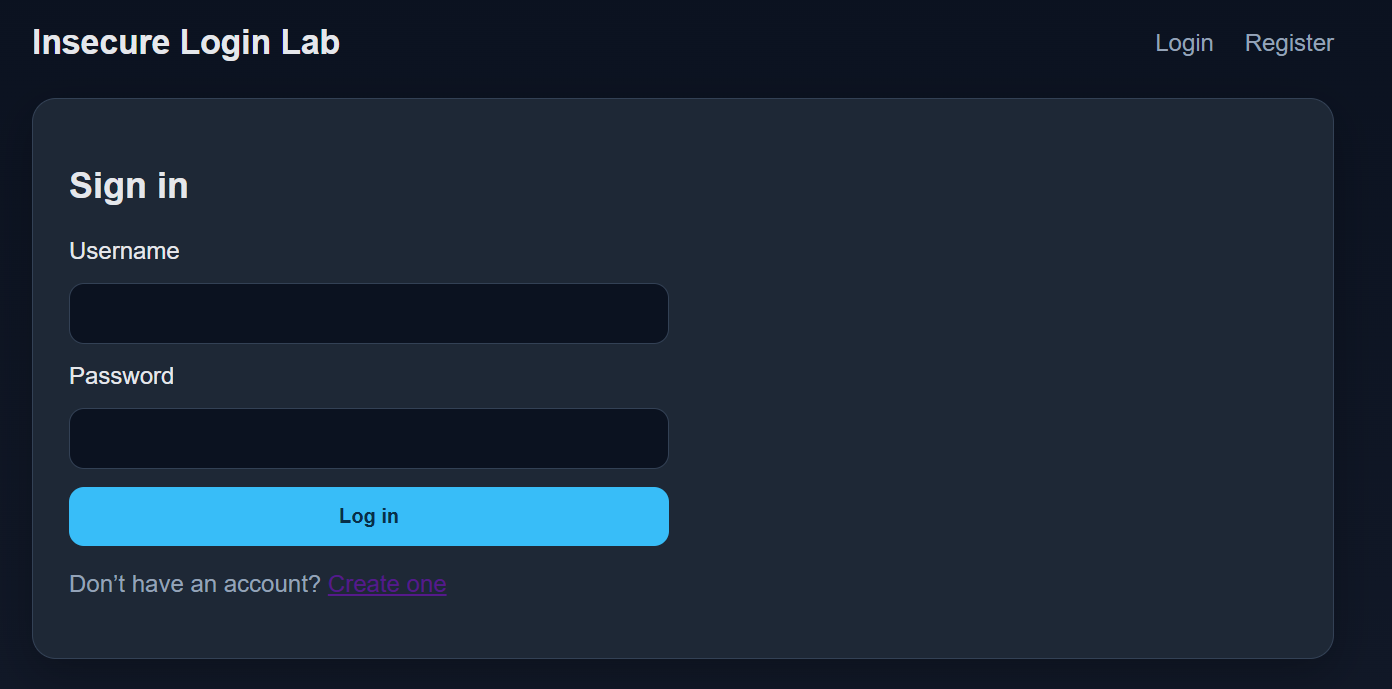 Insecure Login Lab
Login Register
Sign in
Username
Password
Log in
Don’t have an account? Create one